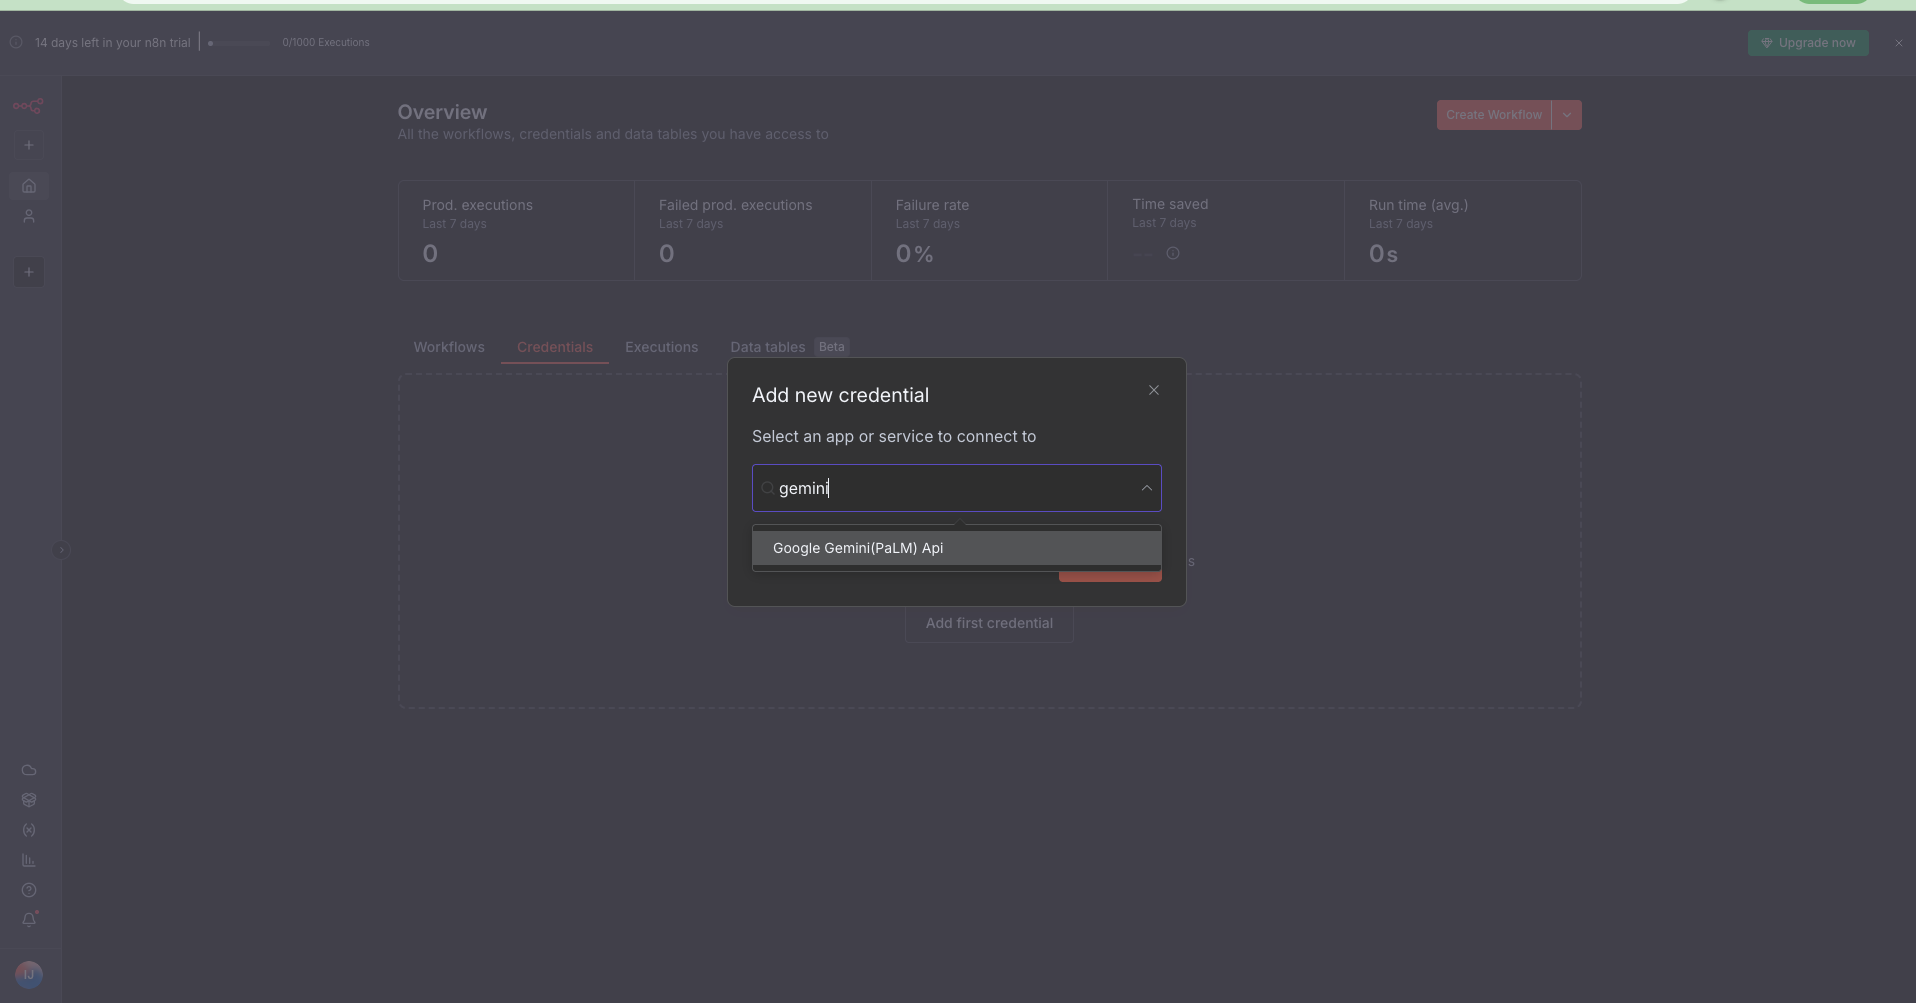 14 days left in your n8n trial
0/1000 Executions
Upgrade now
Overview
All the workflows, credentials and data tables you have access to
Create Workflow
Prod. executions
Last 7 days
0
Failed prod. executions
Last 7 days
0
Failure rate
Last 7 days
0%
Time saved
Last 7 days
--
Run time (avg.)
Last 7 days
0s
Workflows
Credentials
Executions
Data tables
Beta
Add new credential
Select an app or service to connect to
gemini
Google Gemini(PaLM) Api
Add first credential
IJ